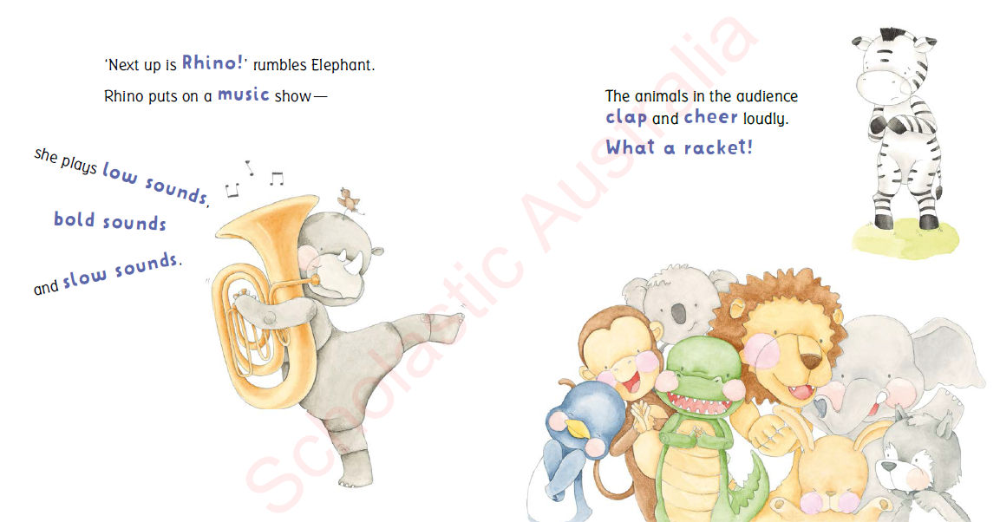 ‘Next up is Rhino!’ rumbles Elephant.
Rhino puts on a music show—
she plays low sounds,
bold sounds
and slow sounds.
The animals in the audience
clap and cheer loudly.
What a racket!
Scholastic Australia